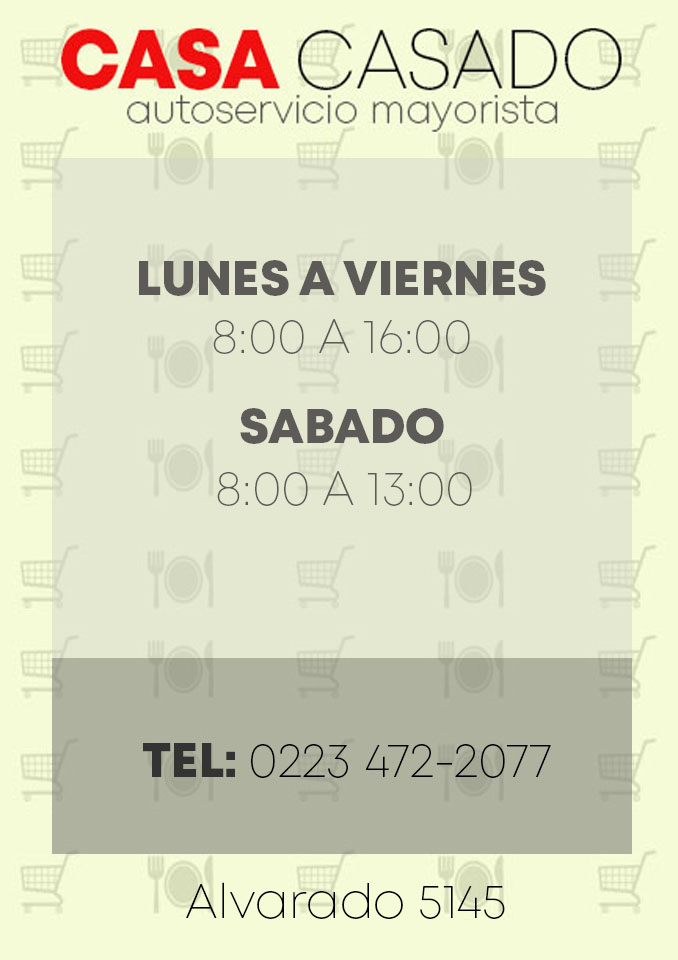 CASA CASADO
autoservicio mayorista
LUNES A VIERNES
8:00 A 16:00
SABADO
8:00 A 13:00
TEL: 0223 472-2077
Alvarado 5145